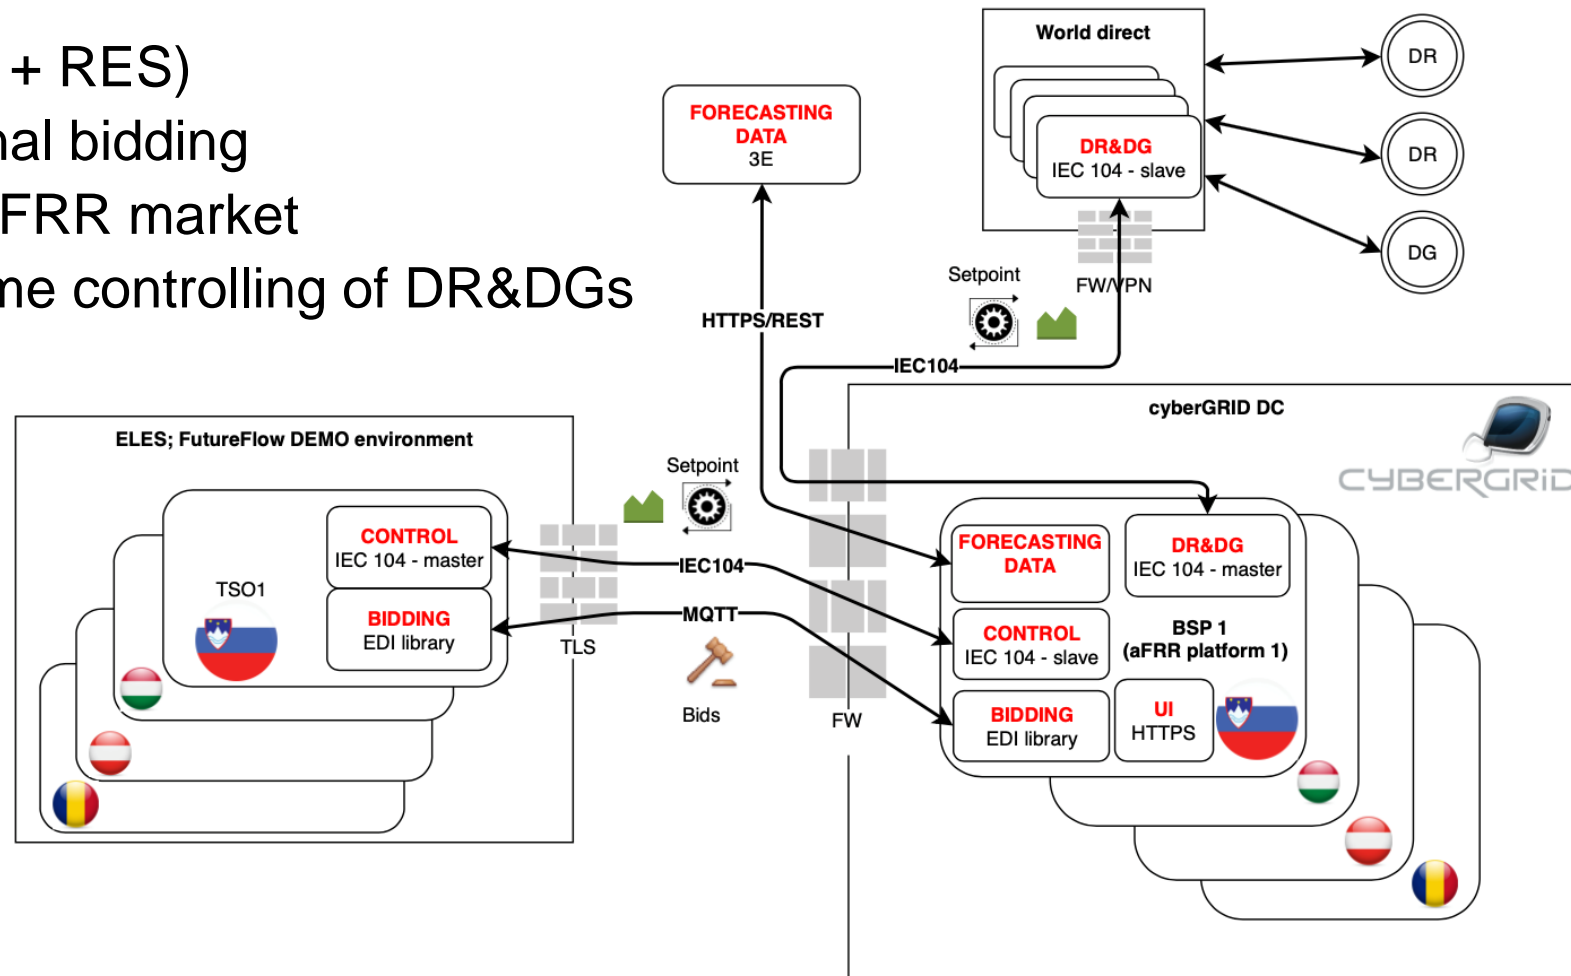 + RES)
nal bidding
FRR market
me controlling of DR&DGs
World direct
DR&DG
IEC 104 - slave
DR
DR
DG
FORECASTING
DATA
3E
FW/VPN
Setpoint
HTTPS/REST
IEC104
ELES; FutureFlow DEMO environment
CONTROL
IEC 104 - master
TSO1
BIDDING
EDI library
Setpoint
IEC104
MQTT
TLS
Bids
FW
cyberGRID DC
CYBERGRiD
FORECASTING
DATA
DR&DG
IEC 104 - master
CONTROL
IEC 104 - slave
BSP 1
(aFRR platform 1)
BIDDING
EDI library
UI
HTTPS